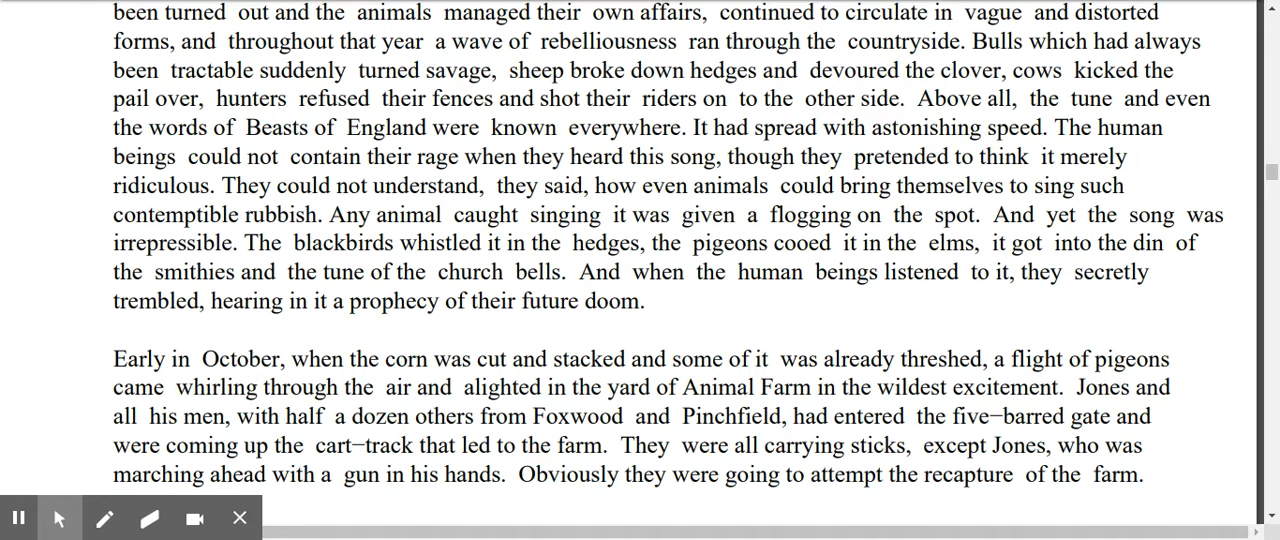 been turned out and the animals managed their own affairs, continued to circulate in vague and distorted
forms, and throughout that year a wave of rebelliousness ran through the countryside. Bulls which had always
been tractable suddenly turned savage, sheep broke down hedges and devoured the clover, cows kicked the
pail over, hunters refused their fences and shot their riders on to the other side. Above all, the tune and even
the words of Beasts of England were known everywhere. It had spread with astonishing speed. The human
beings could not contain their rage when they heard this song, though they pretended to think it merely
ridiculous. They could not understand, they said, how even animals could bring themselves to sing such
contemptible rubbish. Any animal caught singing it was given a flogging on the spot. And yet the song was
irrepressible. The blackbirds whistled it in the hedges, the pigeons cooed it in the elms, it got into the din of
the smithies and the tune of the church bells. And when the human beings listened to it, they secretly
trembled, hearing in it a prophecy of their future doom.
Early in October, when the corn was cut and stacked and some of it was already threshed, a flight of pigeons
came whirling through the air and alighted in the yard of Animal Farm in the wildest excitement. Jones and
all his men, with half a dozen others from Foxwood and Pinchfield, had entered the five−barred gate and
were coming up the cart−track that led to the farm. They were all carrying sticks, except Jones, who was
marching ahead with a gun in his hands. Obviously they were going to attempt the recapture of the farm.